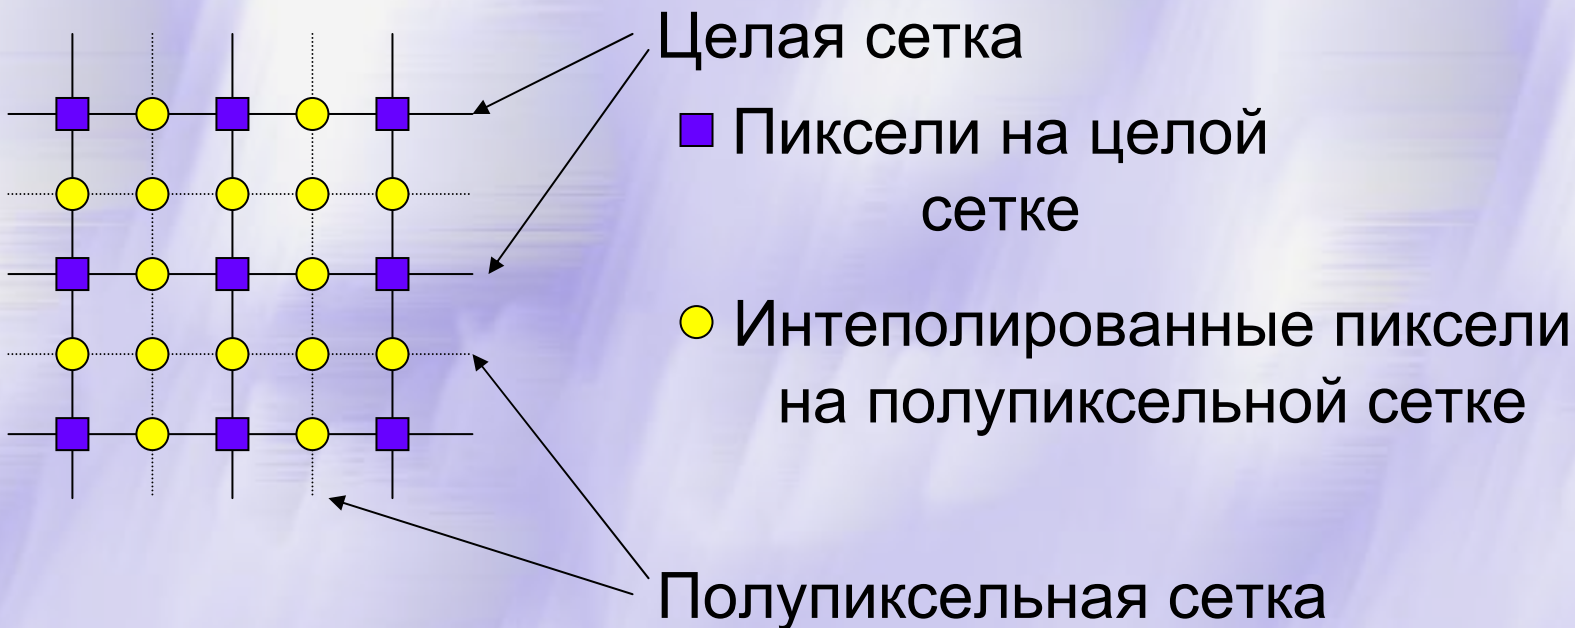 Целая сетка
Пиксели на целой
сетке
Интеполированные пиксели
на полупиксельной сетке
Полупиксельная сетка